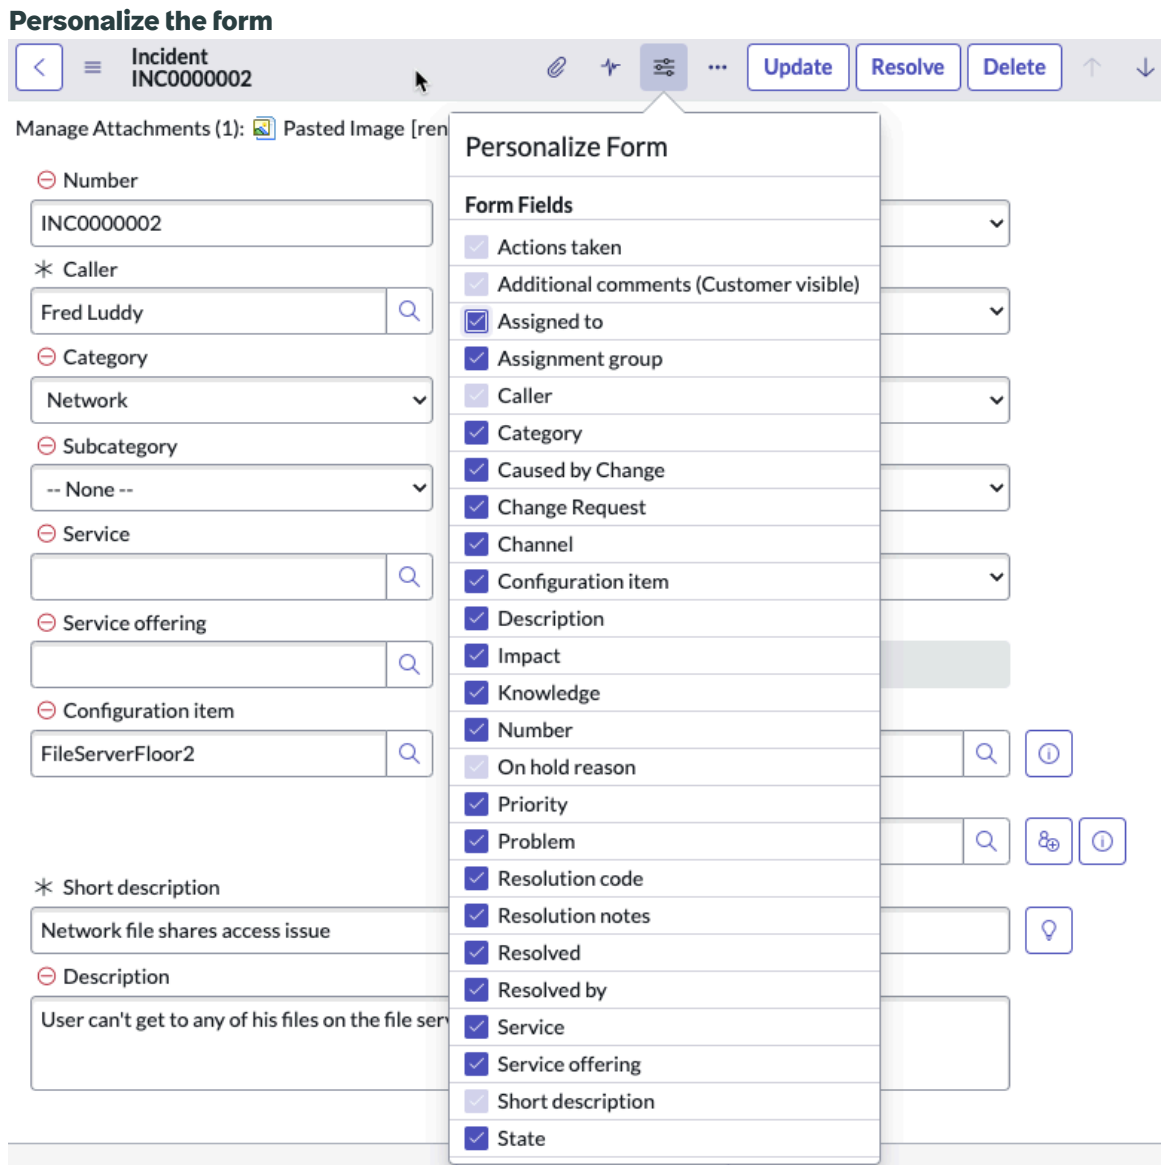 Personalize the form
Incident
INC0000002
Update
Resolve
Delete
Manage Attachments (1): Pasted Image [ren
Number
INC0000002
Caller
Fred Luddy
Category
Network
Subcategory
-- None --
Service
Service offering
Configuration item
FileServerFloor2
Short description
Network file shares access issue
Description
User can't get to any of his files on the file serv
Personalize Form
Form Fields
Actions taken
Additional comments (Customer visible)
Assigned to
Assignment group
Caller
Category
Caused by Change
Change Request
Channel
Configuration item
Description
Impact
Knowledge
Number
On hold reason
Priority
Problem
Resolution code
Resolution notes
Resolved
Resolved by
Service
Service offering
Short description
State